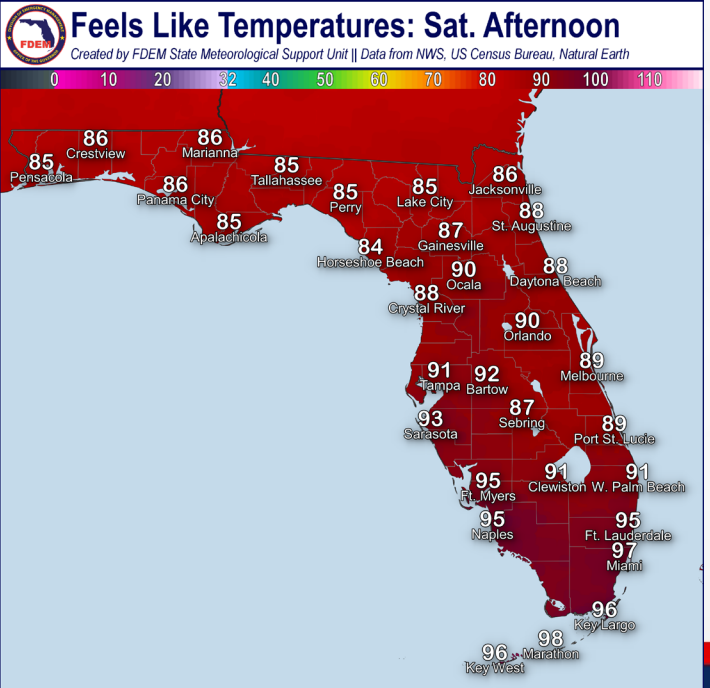 DIVISION OF EMERGENCY MANAGEMENT
FDEM
Feels Like Temperatures: Sat. Afternoon
Created by FDEM State Meteorological Support Unit || Data from NWS, US Census Bureau, Natural Earth
0 10 20 32 40 50 60 70 80 90 100 110
86
Crestview
86
Marianna
85
Pensacola
86
Panama City
85
Tallahassee
85
Perry
85
Lake City
86
Jacksonville
85
Apalachicola
88
St. Augustine
87
Gainesville
84
Horseshoe Beach
90
Ocala
88
Daytona Beach
88
Crystal River
90
Orlando
91
Tampa
92
Bartow
89
Melbourne
93
Sarasota
87
Sebring
89
Port St. Lucie
95
Ft. Myers
91
Clewiston
91
W. Palm Beach
95
Naples
95
Ft. Lauderdale
97
Miami
96
Key Largo
98
Marathon
96
Key West